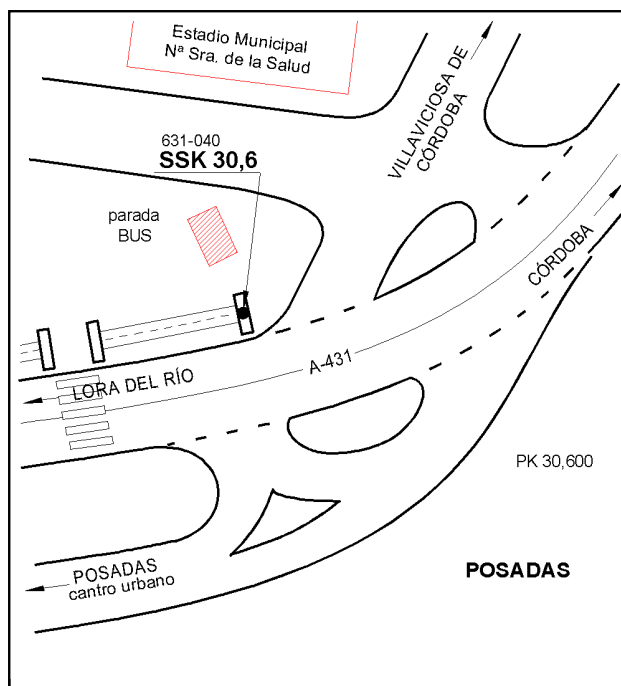 Estadio Municipal
Nª Sra. de la Salud
VILLAVICIOSA DE
CÓRDOBA
631-040
SSK 30,6
parada
BUS
CÓRDOBA
A-431
LORA DEL RÍO
PK 30,600
POSADAS
cantro urbano
POSADAS